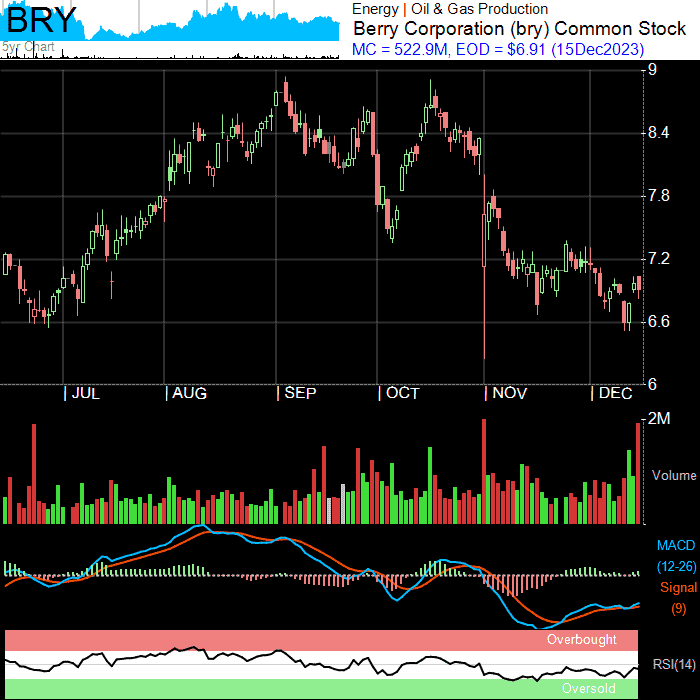 BRY
5yr Chart
Energy | Oil & Gas Production
Berry Corporation (bry) Common Stock
MC = 522.9M, EOD = $6.91 (15Dec2023)
9
8.4
7.8
7.2
6.6
6
| JUL | AUG | SEP | OCT | NOV | DEC
2M
Volume
MACD
(12-26)
Signal
(9)
Overbought
RSI(14)
Oversold